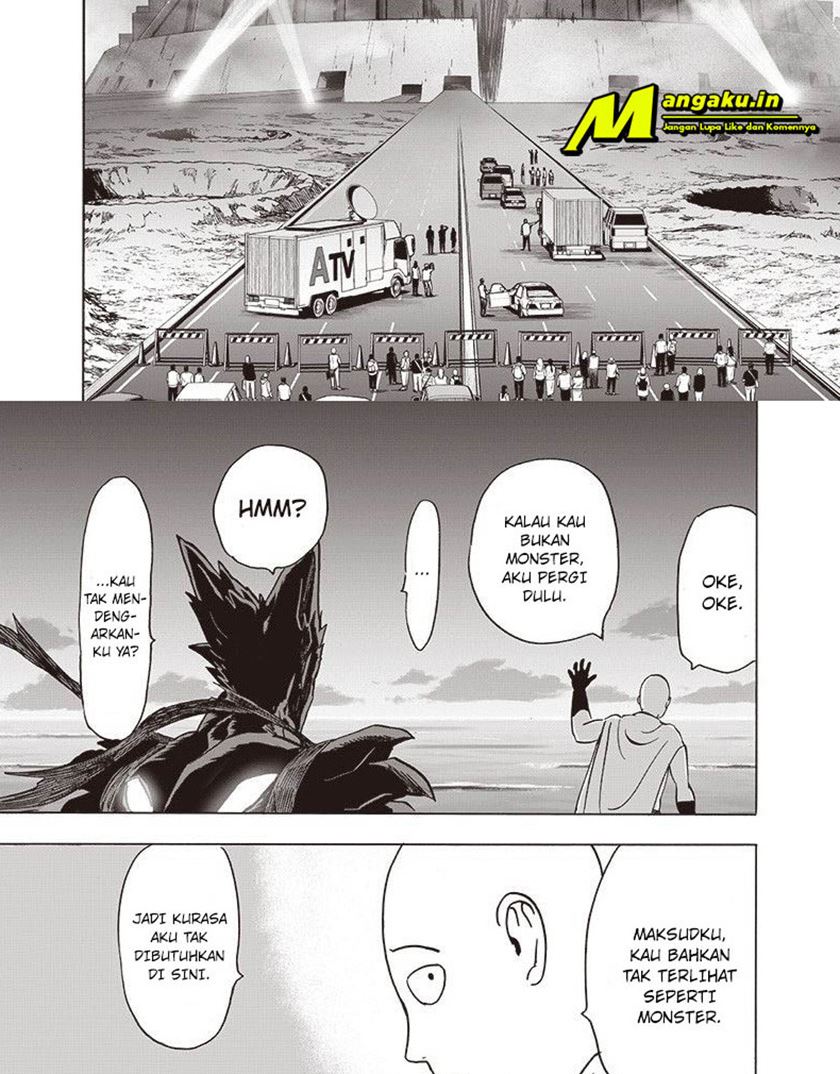 Mangaku.in
Jangan Lupa Like dan Komennya
ATV
OKE,
OKE.
KALAU KAU
BUKAN
MONSTER,
AKU PERGI
DULU.
...
HMM?
...KAU
TAK MEN-
DENG-
ARKAN-
KU YA?
MAKSUDKU,
KAU BAHKAN
TAK TERLIHAT
SEPERTI
MONSTER.
JADI KURASA
AKU TAK
DIBUTUHKAN
DI SINI.